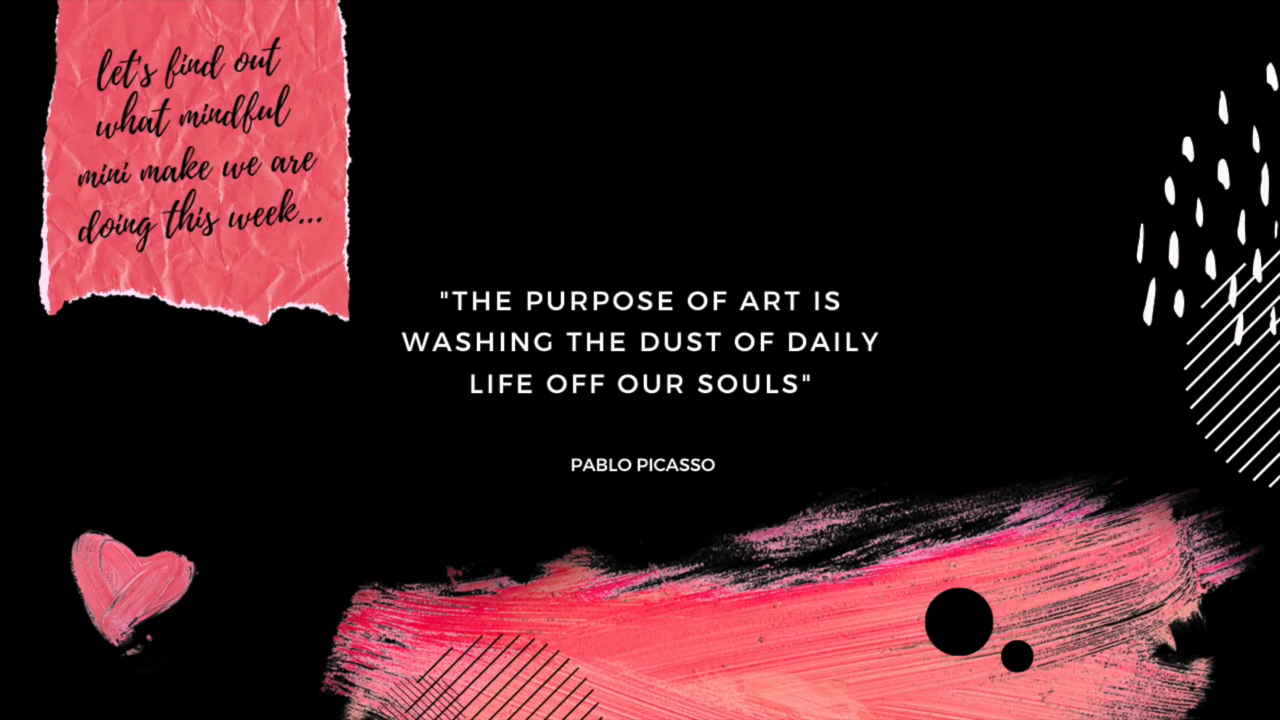 let's find out
what mindful
mini make we are
doing this week...
"THE PURPOSE OF ART IS
WASHING THE DUST OF DAILY
LIFE OFF OUR SOULS"
PABLO PICASSO